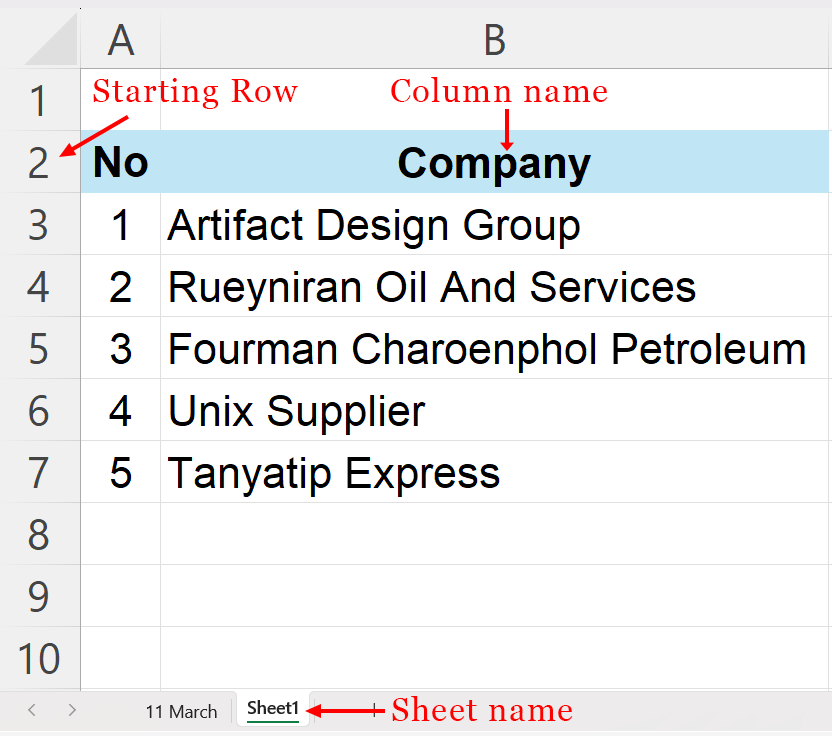 A B
1 Starting Row Column name
2 No Company
3 1 Artifact Design Group
4 2 Rueyniran Oil And Services
5 3 Fourman Charoenphol Petroleum
6 4 Unix Supplier
7 5 Tanyatip Express
8
9
10
11 March Sheet1 + Sheet name